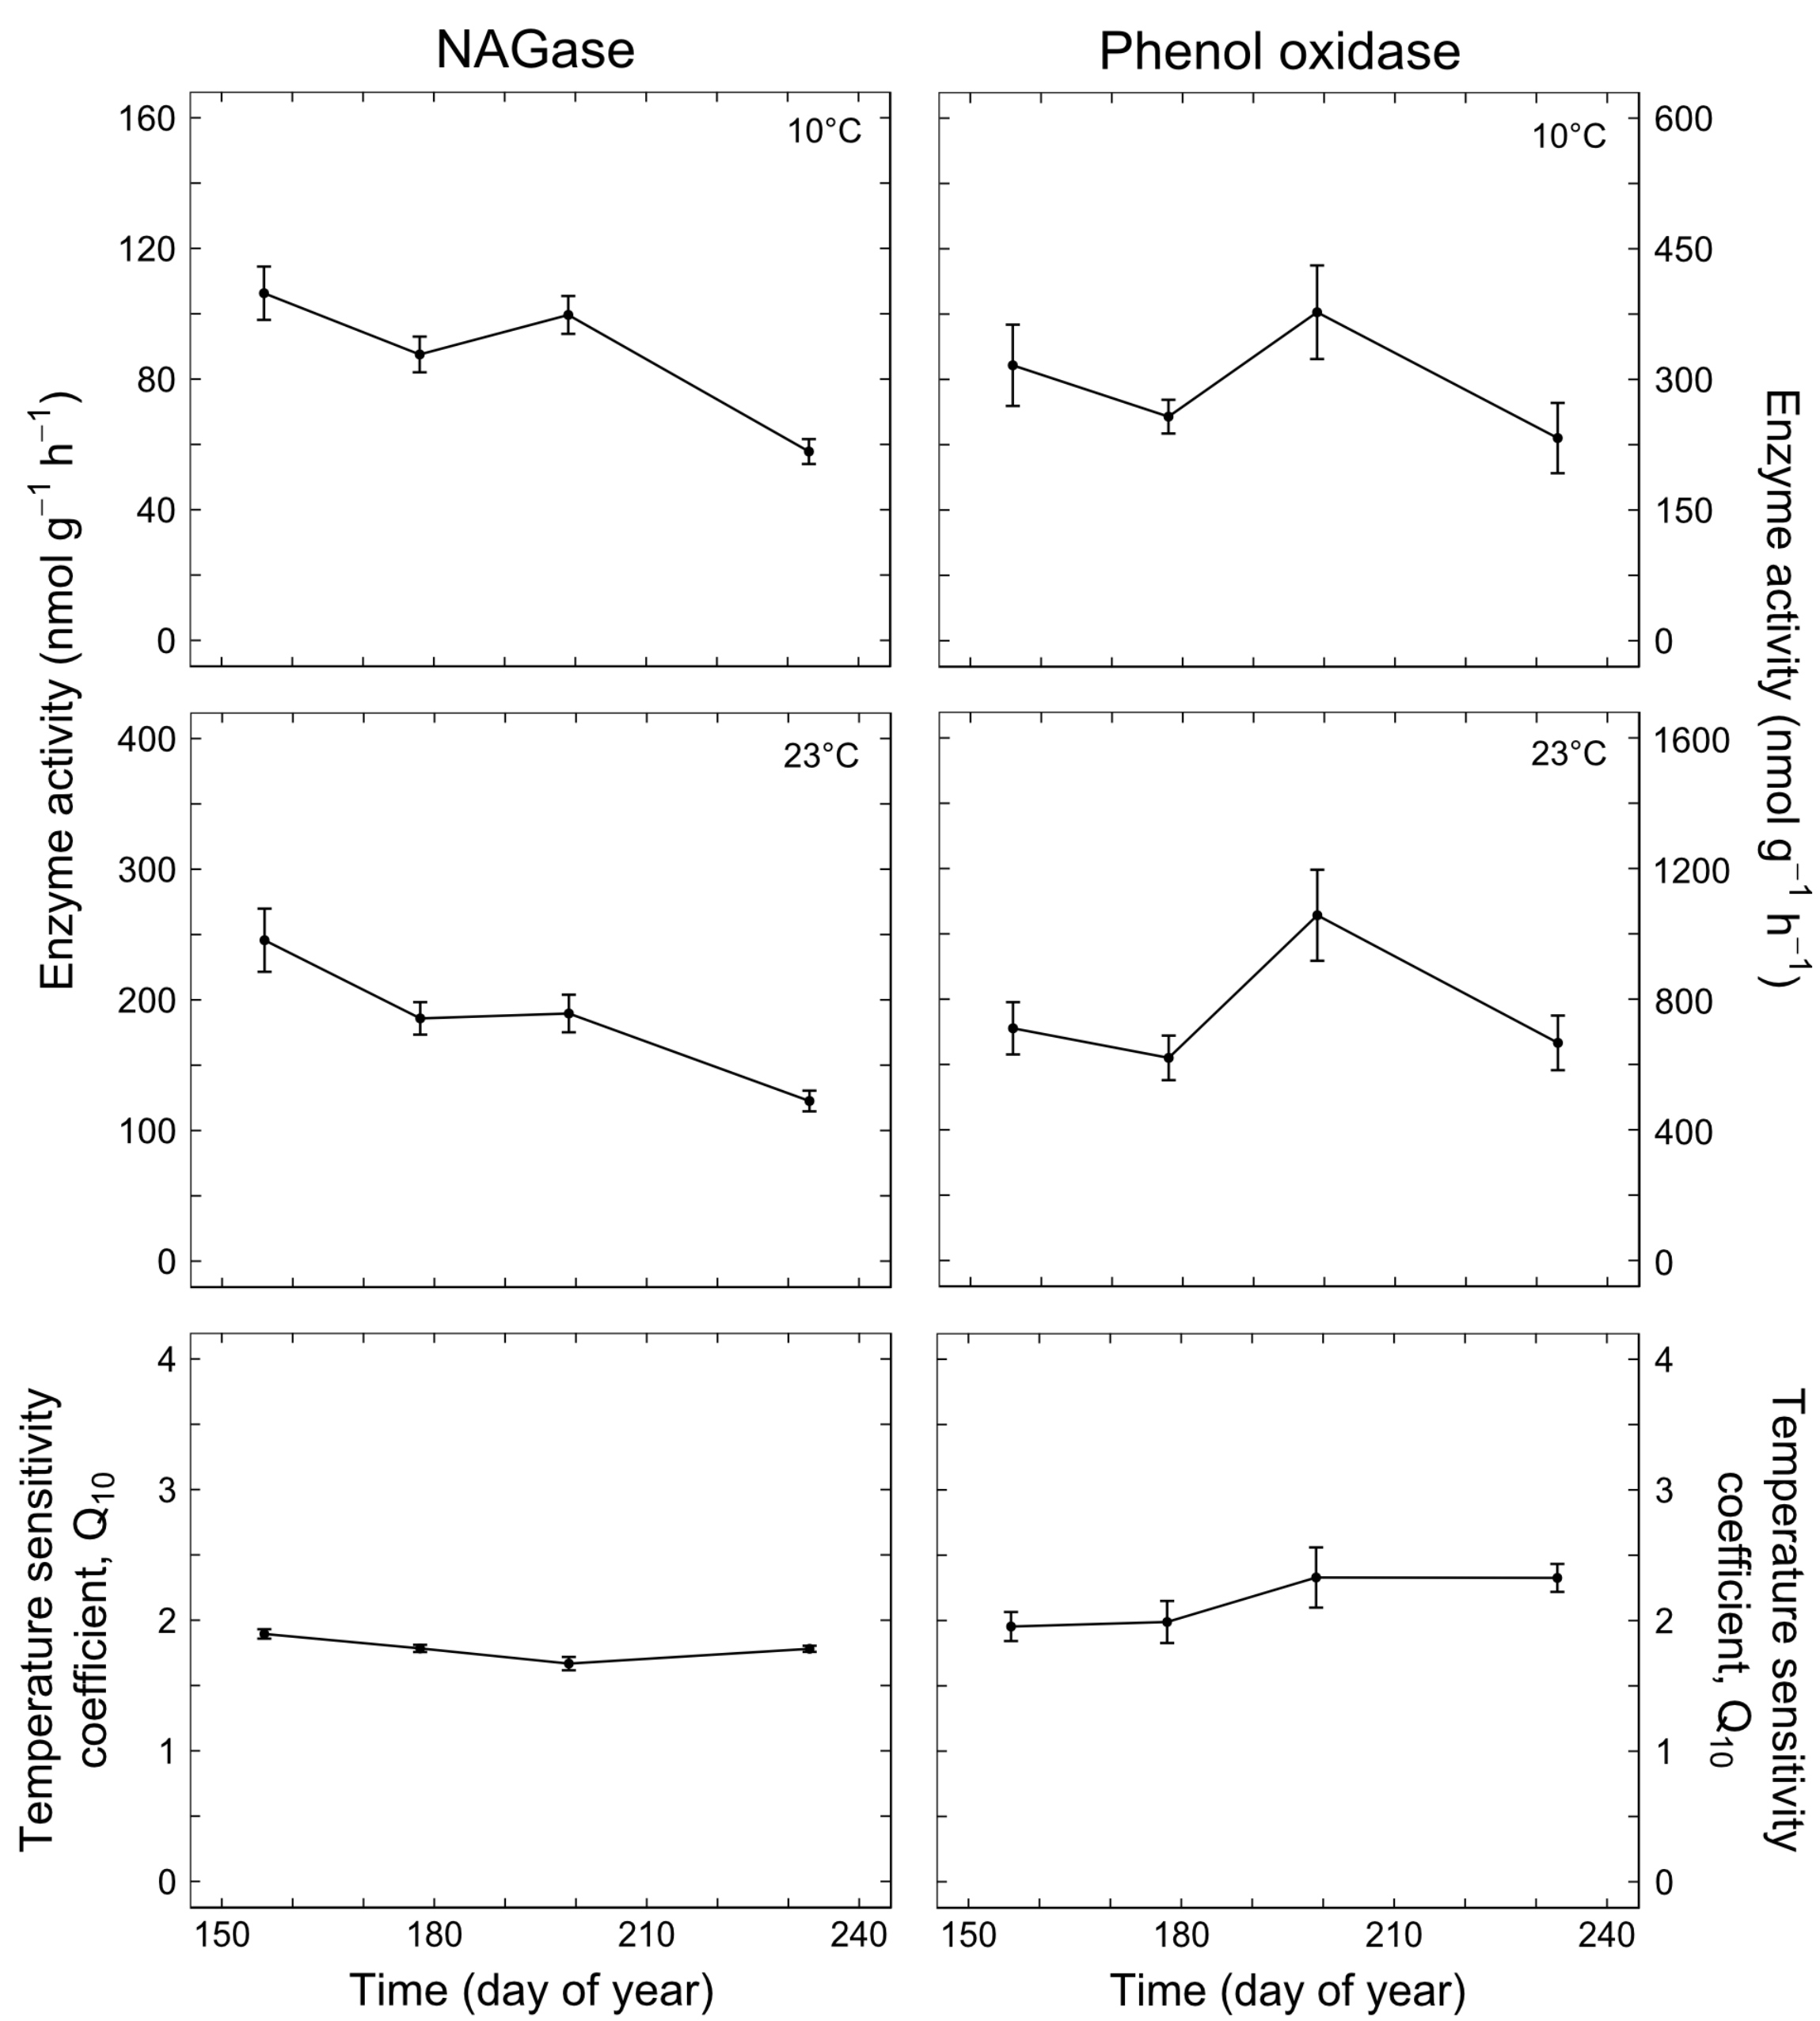 NAGase
Phenol oxidase
Enzyme activity (nmol g⁻¹ h⁻¹)
160
120
80
40
0
10°C
10°C
600
450
300
150
0
Enzyme activity (nmol g⁻¹ h⁻¹)
400
300
200
100
0
23°C
23°C
1600
1200
800
400
0
Temperature sensitivity
coefficient, Q₁₀
4
3
2
1
0
4
3
2
1
0
Temperature sensitivity
coefficient, Q₁₀
150 180 210 240
150 180 210 240
Time (day of year)
Time (day of year)